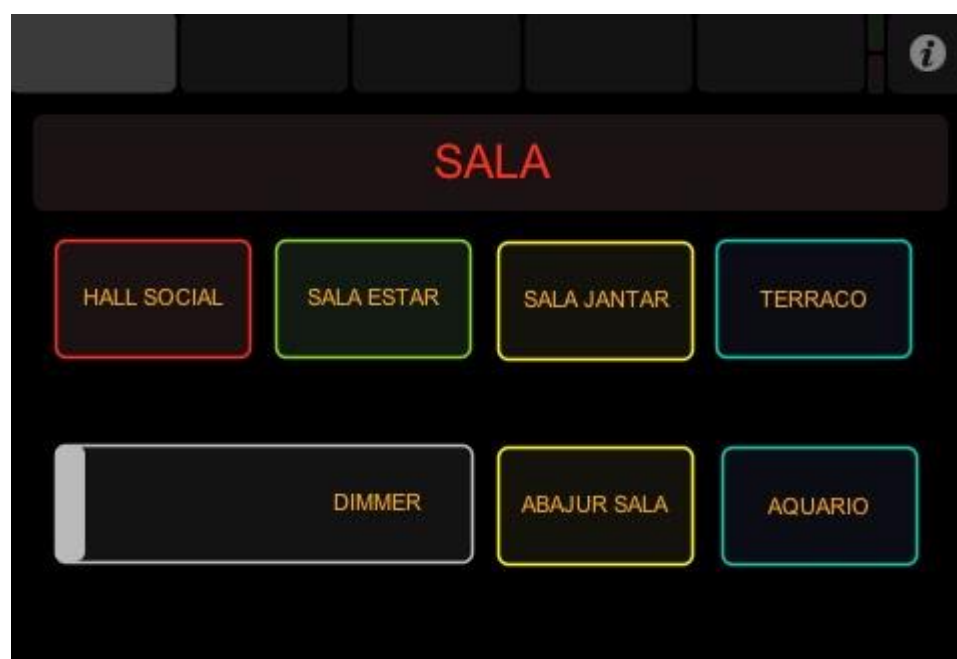 i
SALA
HALL SOCIAL
SALA ESTAR
SALA JANTAR
TERRACO
DIMMER
ABAJUR SALA
AQUARIO